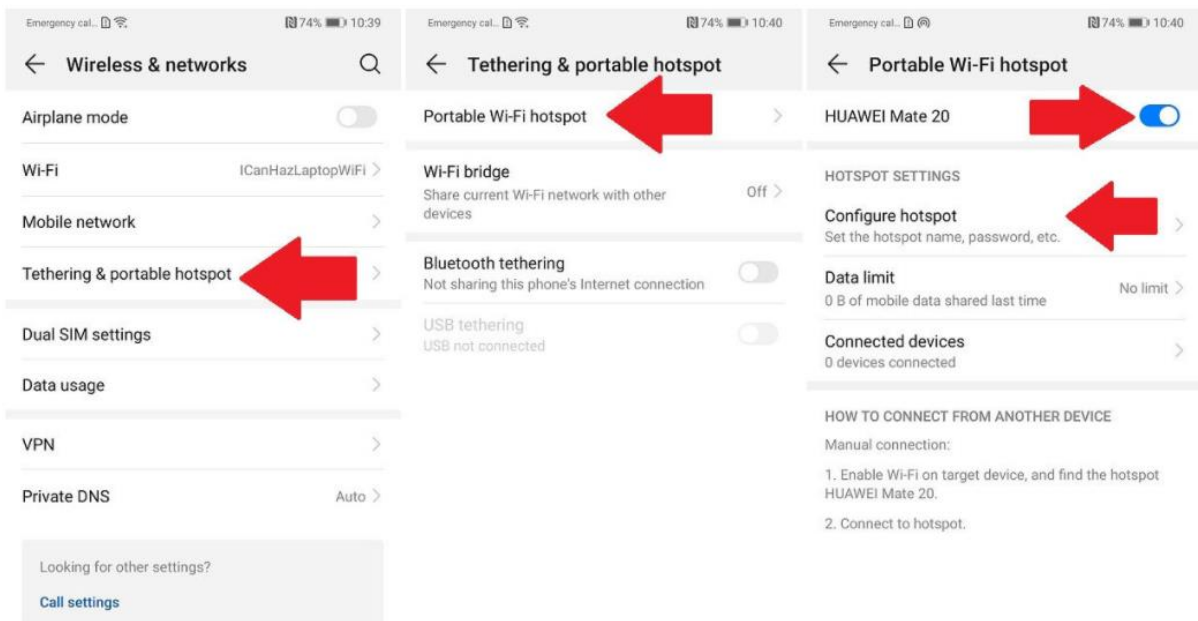 Emergency cal... 74% 10:39
Wireless & networks
Airplane mode
Wi-Fi ICanHazLaptopWiFi
Mobile network
Tethering & portable hotspot
Dual SIM settings
Data usage
VPN
Private DNS Auto
Looking for other settings?
Call settings
Emergency cal... 74% 10:40
Tethering & portable hotspot
Portable Wi-Fi hotspot
Wi-Fi bridge
Share current Wi-Fi network with other
devices
Off
Bluetooth tethering
Not sharing this phone's Internet connection
USB tethering
USB not connected
Emergency cal... 74% 10:40
Portable Wi-Fi hotspot
HUAWEI Mate 20
HOTSPOT SETTINGS
Configure hotspot
Set the hotspot name, password, etc.
Data limit
0 B of mobile data shared last time
No limit
Connected devices
0 devices connected
HOW TO CONNECT FROM ANOTHER DEVICE
Manual connection:
1. Enable Wi-Fi on target device, and find the hotspot
HUAWEI Mate 20.
2. Connect to hotspot.